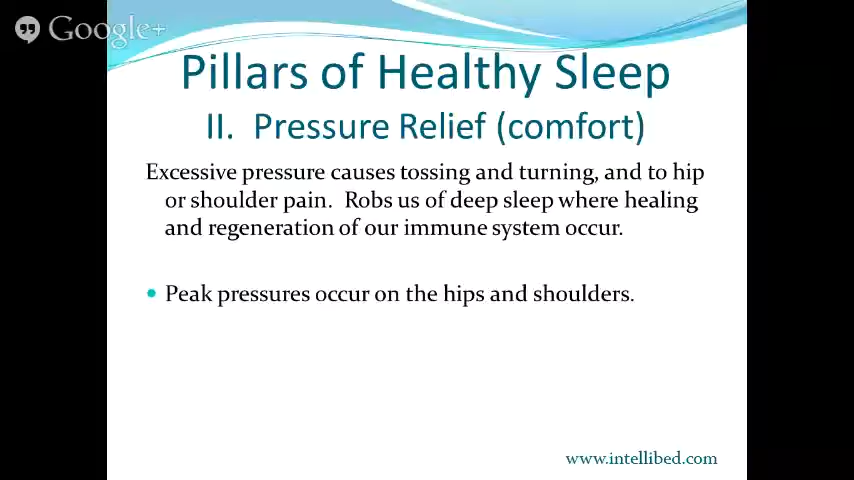 Google+
Pillars of Healthy Sleep
II. Pressure Relief (comfort)
Excessive pressure causes tossing and turning, and to hip
or shoulder pain. Robs us of deep sleep where healing
and regeneration of our immune system occur.
• Peak pressures occur on the hips and shoulders.
www.intellibed.com